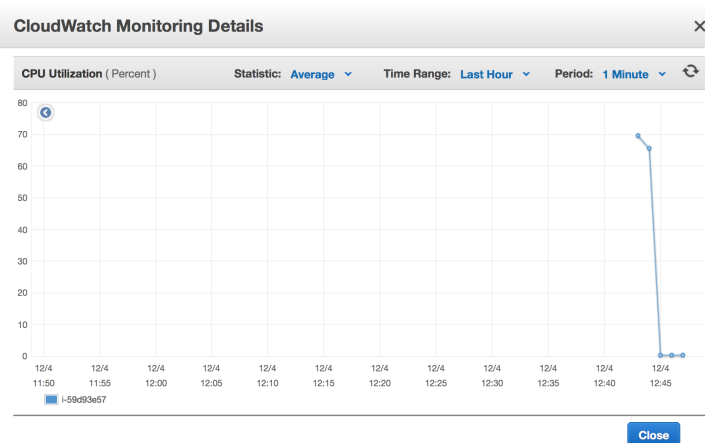 CloudWatch Monitoring Details
CPU Utilization ( Percent ) Statistic: Average Time Range: Last Hour Period: 1 Minute
80
70
60
50
40
30
20
10
0
12/4 12/4 12/4 12/4 12/4 12/4 12/4 12/4 12/4 12/4 12/4 12/4
11:50 11:55 12:00 12:05 12:10 12:15 12:20 12:25 12:30 12:35 12:40 12:45
i-59d93e57
Close